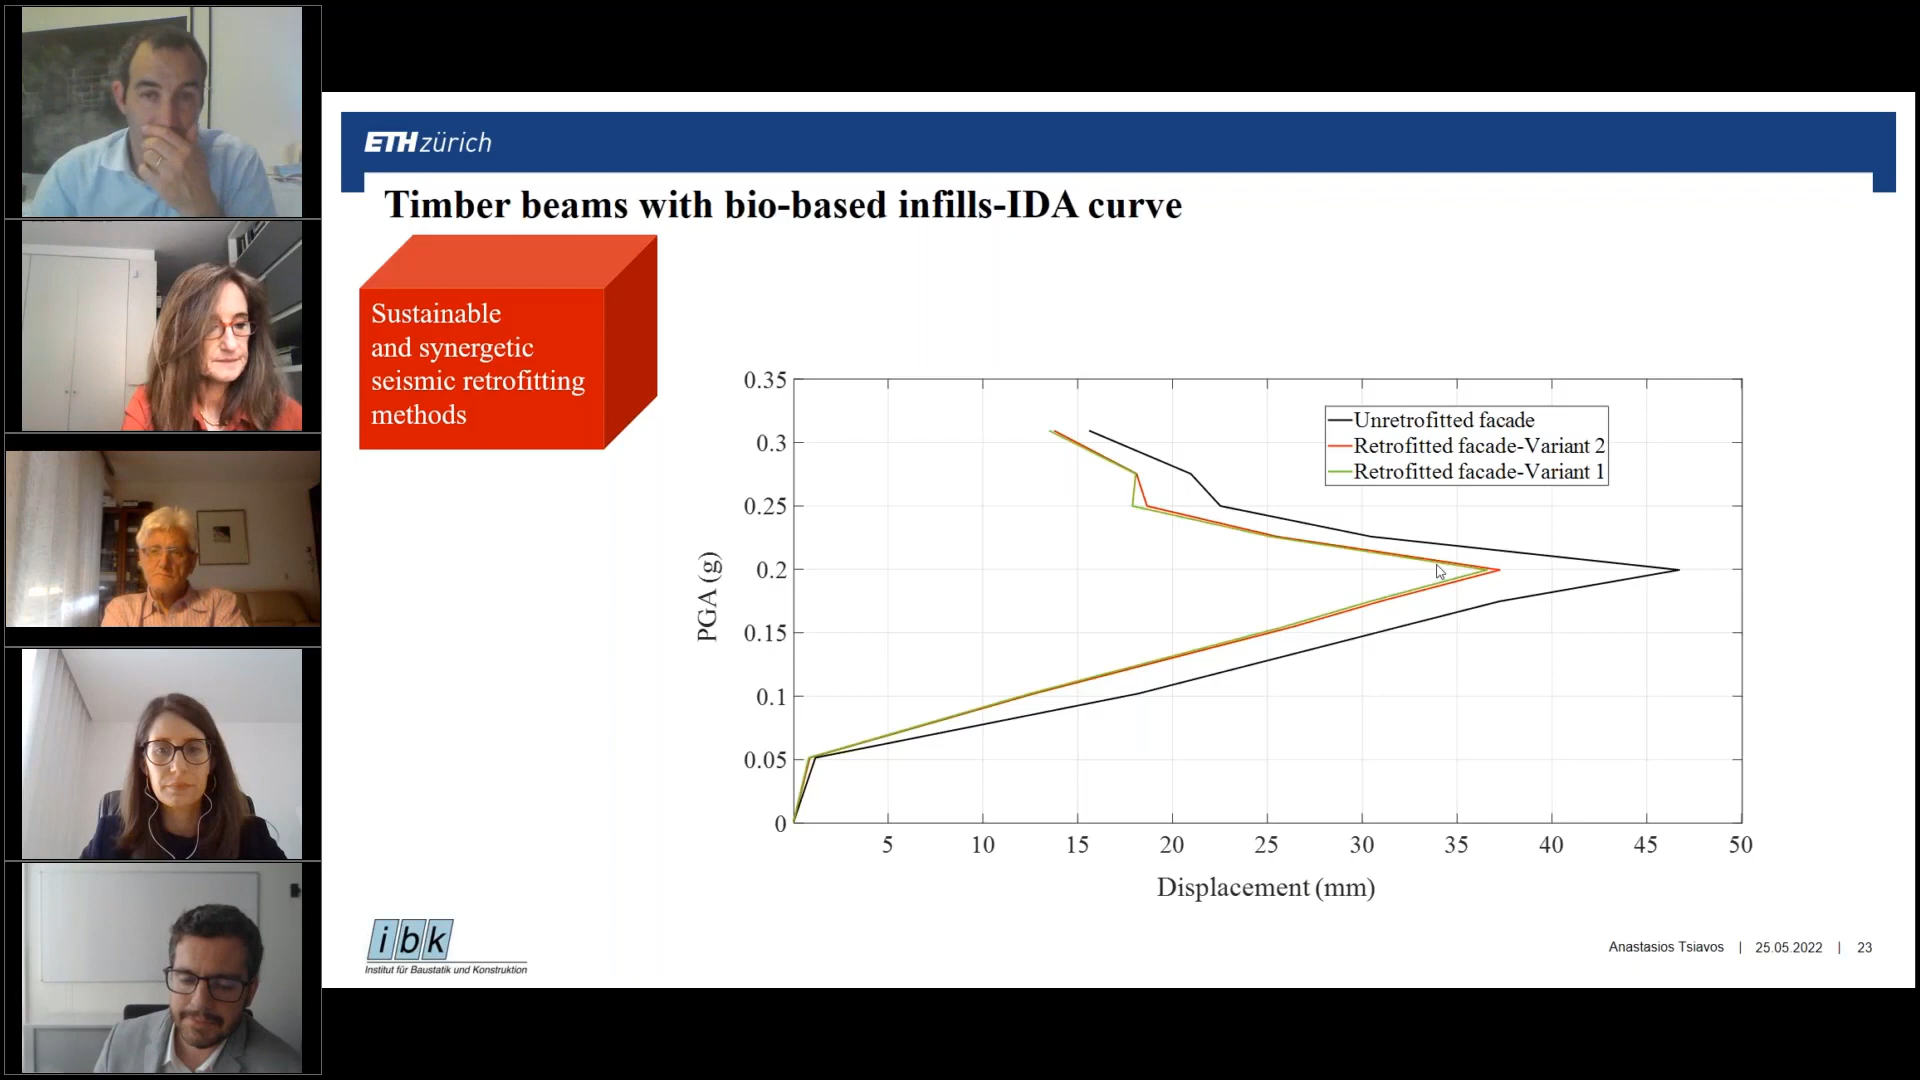 ETH zürich
Timber beams with bio-based infills-IDA curve
Sustainable
and synergetic
seismic retrofitting
methods
0.35
0.3
0.25
0.2
0.15
0.1
0.05
0
PGA (g)
Unretrofitted facade
Retrofitted facade-Variant 2
Retrofitted facade-Variant 1
5 10 15 20 25 30 35 40 45 50
Displacement (mm)
ibk
Institut für Baustatik und Konstruktion
Anastasios Tsiavos | 25.05.2022 | 23